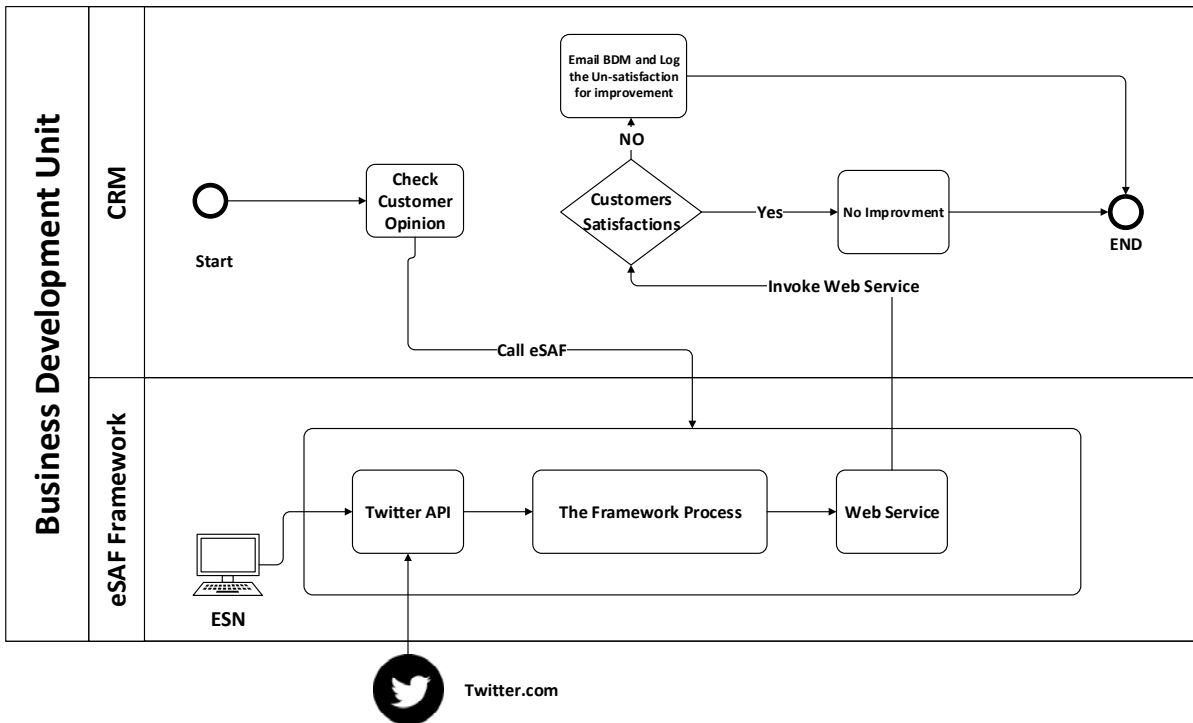 Business Development Unit
CRM
Email BDM and Log
the Un-satisfaction
for improvement
NO
Check
Customer
Opinion
Customers
Satisfactions
Yes
No Improvment
Start
END
Invoke Web Service
Call eSAF
eSAF Framework
Twitter API
The Framework Process
Web Service
ESN
Twitter.com